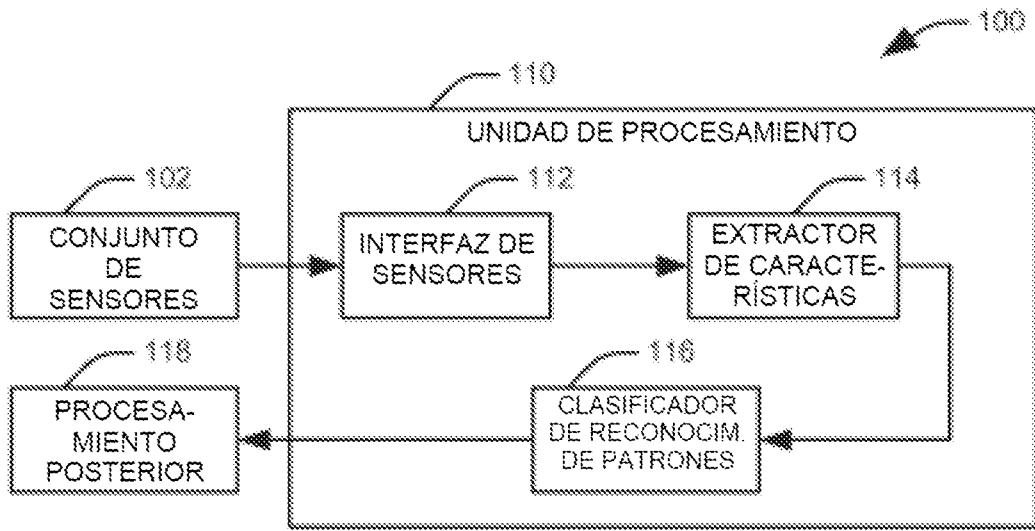 100
110
UNIDAD DE PROCESAMIENTO
102
CONJUNTO
DE
SENSORES
112
INTERFAZ DE
SENSORES
114
EXTRACTOR
DE CARACTE-
RÍSTICAS
118
PROCESA-
MIENTO
POSTERIOR
116
CLASIFICADOR
DE RECONOCIM.
DE PATRONES